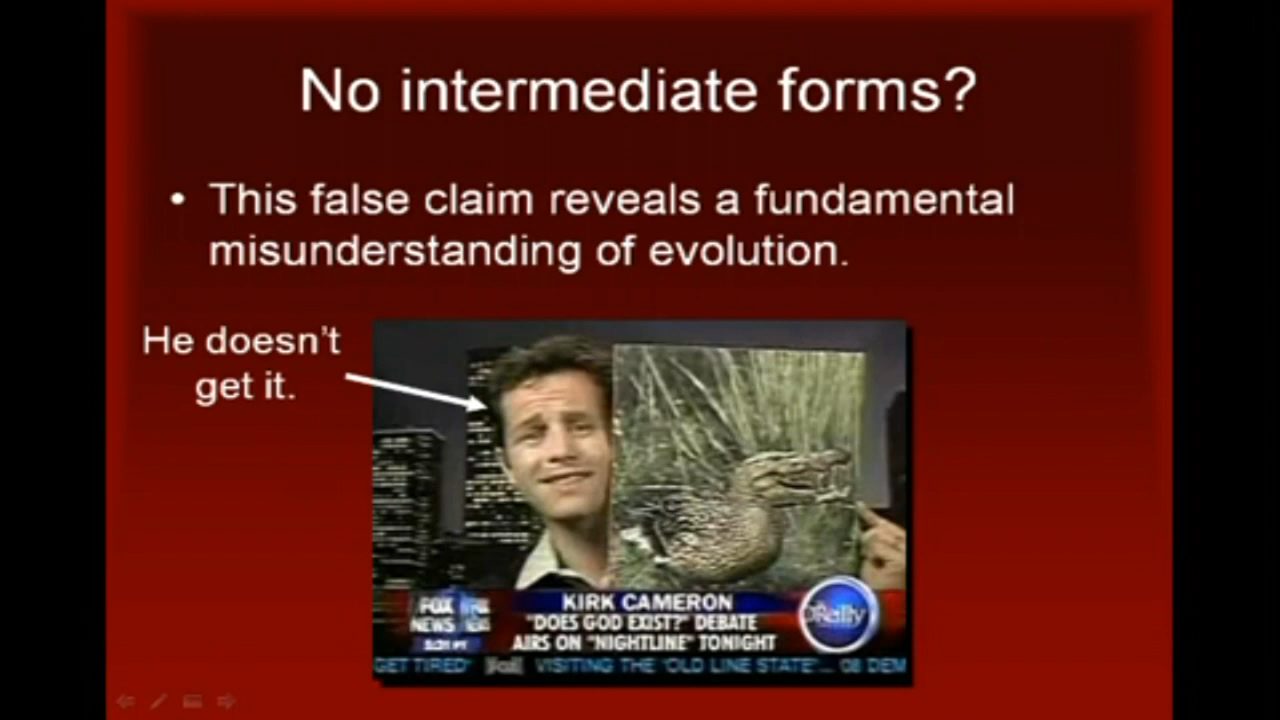 No intermediate forms?
• This false claim reveals a fundamental
misunderstanding of evolution.
He doesn't
get it.
KIRK CAMERON
FOX
NEWS
"DOES GOD EXIST?" DEBATE
AIRS ON "NIGHTLINE" TONIGHT
O'Reilly
GET TIRED" VISITING THE "OLD LINE STATE"... 08 DEM